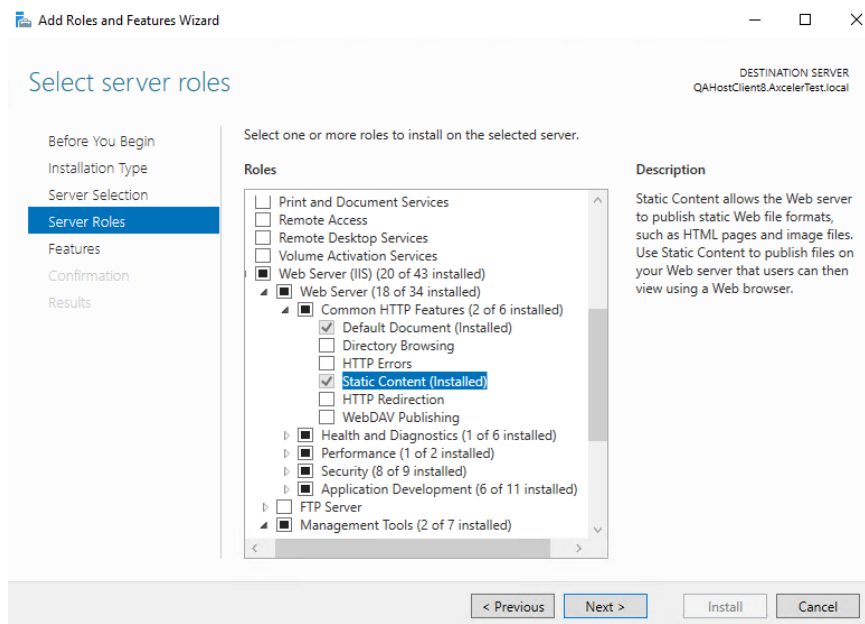 Add Roles and Features Wizard
Select server roles
DESTINATION SERVER
QAHostClient8.AxcelerTest.local
Before You Begin
Installation Type
Server Selection
Server Roles
Features
Confirmation
Results
Select one or more roles to install on the selected server.
Roles
Print and Document Services
Remote Access
Remote Desktop Services
Volume Activation Services
Web Server (IIS) (20 of 43 installed)
Web Server (18 of 34 installed)
Common HTTP Features (2 of 6 installed)
Default Document (Installed)
Directory Browsing
HTTP Errors
Static Content (Installed)
HTTP Redirection
WebDAV Publishing
Health and Diagnostics (1 of 6 installed)
Performance (1 of 2 installed)
Security (8 of 9 installed)
Application Development (6 of 11 installed)
FTP Server
Management Tools (2 of 7 installed)
Description
Static Content allows the Web server
to publish static Web file formats,
such as HTML pages and image files.
Use Static Content to publish files on
your Web server that users can then
view using a Web browser.
< Previous
Next >
Install
Cancel